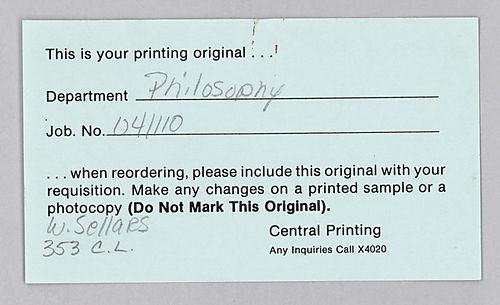 This is your printing original . . .
Department Philosophy
Job. No. 041110
. . . when reordering, please include this original with your
requisition. Make any changes on a printed sample or a
photocopy (Do Not Mark This Original).
W. Sellars
353 C.L.
Central Printing
Any Inquiries Call X4020